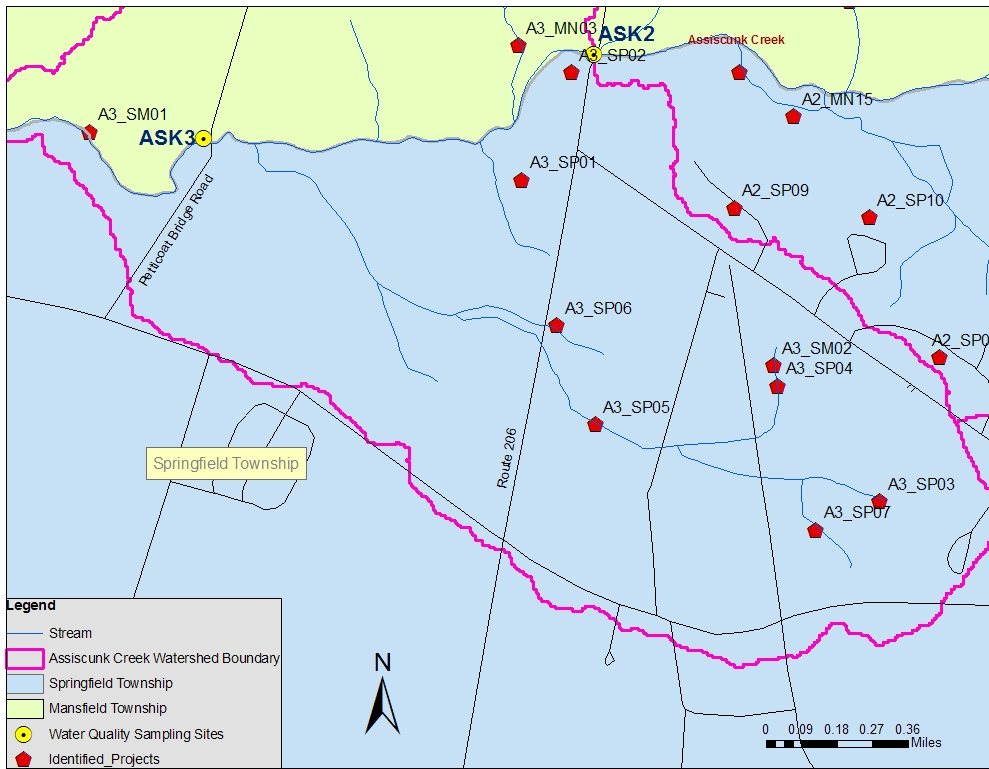 A3_MN03
ASK2
Assiscunk Creek
A3_SP02
A2_MN15
A3_SM01
ASK3
A3_SP01
A2_SP09
A2_SP10
Petticoat Bridge Road
A3_SP06
A2_SP0
A3_SM02
A3_SP04
A3_SP05
Route 206
Springfield Township
A3_SP03
A3_SP07
Legend
Stream
Assiscunk Creek Watershed Boundary
Springfield Township
Mansfield Township
Water Quality Sampling Sites
Identified_Projects
N
0 0.09 0.18 0.27 0.36
Miles